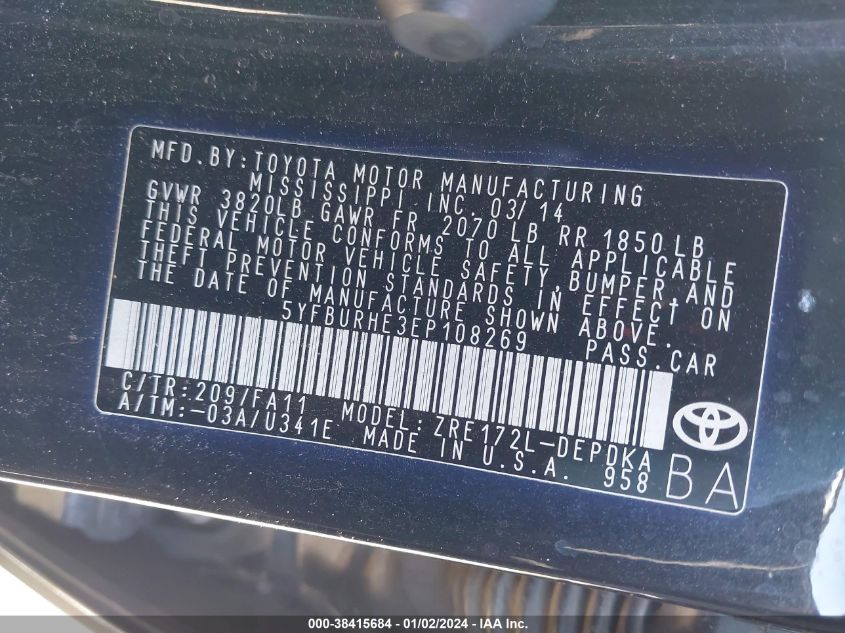 MFD.BY:TOYOTA MOTOR MANUFACTURING
MISSISSIPPI INC. 03/14
GVWR 3820LB GAWR FR 2070 LB RR 1850LB
THIS VEHICLE CONFORMS TO ALL APPLICABLE
FEDERAL MOTOR VEHICLE SAFETY,BUMPER,AND
THEFT PREVENTION STANDARDS IN EFFECT ON
THE DATE OF MANUFACTURE SHOWN ABOVE.
5YFBURHE3EP108269 PASS.CAR
C/TR:209/FA11 MODEL:ZRE172L-DEPDKA
A/TM:-03A/U341E MADE IN U.S.A. 958
BA
000-38415684 - 01/02/2024 - IAA Inc.